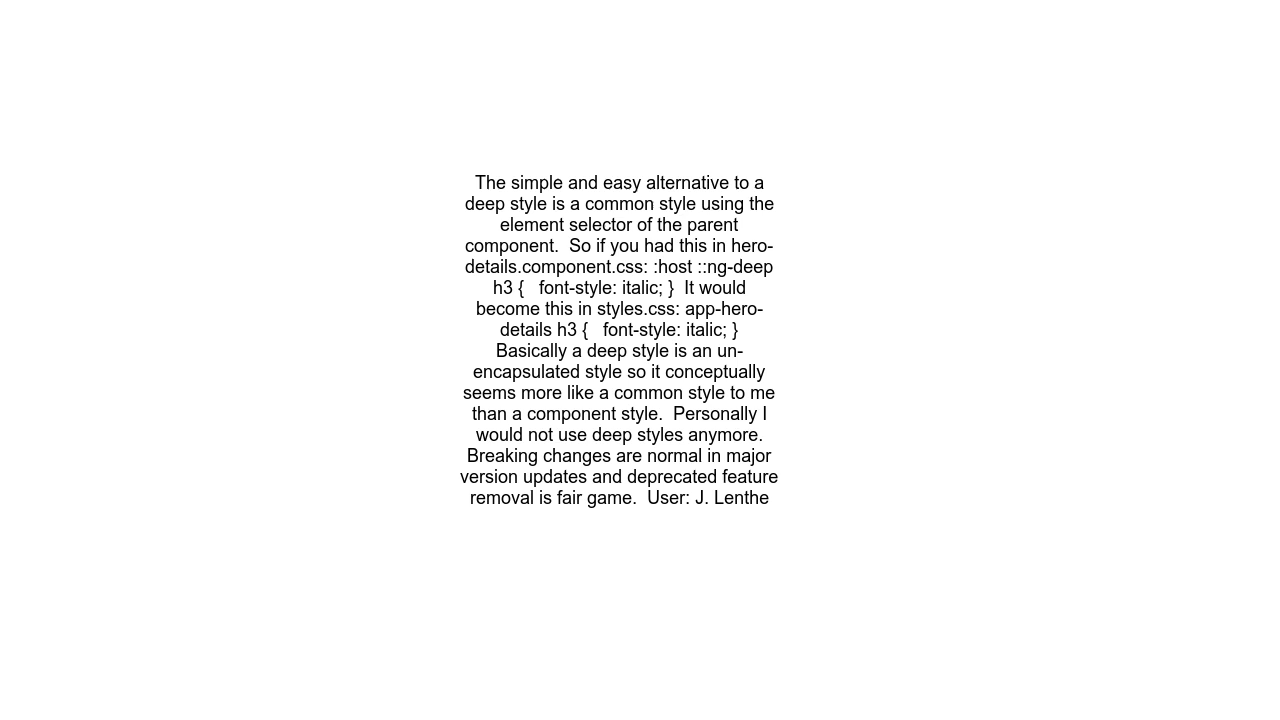 The simple and easy alternative to a
deep style is a common style using the
element selector of the parent
component.  So if you had this in hero-
details.component.css: :host ::ng-deep
h3 {   font-style: italic; }  It would
become this in styles.css: app-hero-
details h3 {   font-style: italic; }
Basically a deep style is an un-
encapsulated style so it conceptually
seems more like a common style to me
than a component style.  Personally I
would not use deep styles anymore.
Breaking changes are normal in major
version updates and deprecated feature
removal is fair game.  User: J. Lenthe